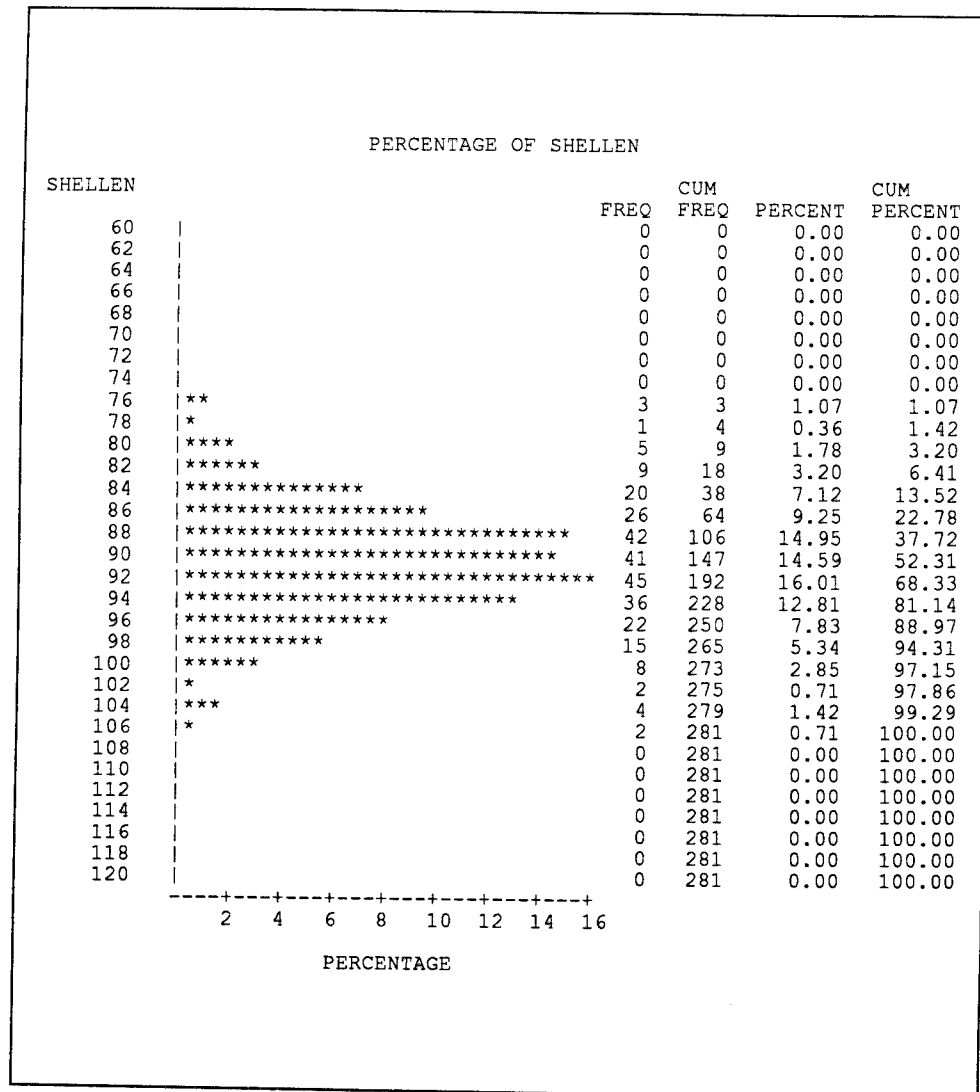 PERCENTAGE OF SHELLEN
SHELLEN CUM CUM
FREQ FREQ PERCENT PERCENT
60 | 0 0 0.00 0.00
62 | 0 0 0.00 0.00
64 | 0 0 0.00 0.00
66 | 0 0 0.00 0.00
68 | 0 0 0.00 0.00
70 | 0 0 0.00 0.00
72 | 0 0 0.00 0.00
74 | 0 0 0.00 0.00
76 |** 3 3 1.07 1.07
78 |* 1 4 0.36 1.42
80 |**** 5 9 1.78 3.20
82 |****** 9 18 3.20 6.41
84 |************** 20 38 7.12 13.52
86 |******************* 26 64 9.25 22.78
88 |****************************** 42 106 14.95 37.72
90 |***************************** 41 147 14.59 52.31
92 |******************************** 45 192 16.01 68.33
94 |************************** 36 228 12.81 81.14
96 |**************** 22 250 7.83 88.97
98 |*********** 15 265 5.34 94.31
100 |****** 8 273 2.85 97.15
102 |* 2 275 0.71 97.86
104 |*** 4 279 1.42 99.29
106 |* 2 281 0.71 100.00
108 | 0 281 0.00 100.00
110 | 0 281 0.00 100.00
112 | 0 281 0.00 100.00
114 | 0 281 0.00 100.00
116 | 0 281 0.00 100.00
118 | 0 281 0.00 100.00
120 | 0 281 0.00 100.00
----+---+---+---+---+---+---+---+
2 4 6 8 10 12 14 16
PERCENTAGE